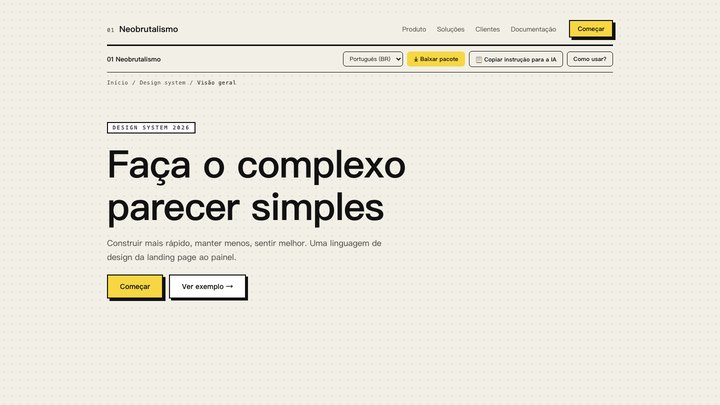 01 Neobrutalismo
Produto Soluções Clientes Documentação Começar
01 Neobrutalismo
Português (BR) Baixar pacote Copiar instrução para a IA Como usar?
Início / Design system / Visão geral
DESIGN SYSTEM 2026
Faça o complexo
parecer simples
Construir mais rápido, manter menos, sentir melhor. Uma linguagem de
design da landing page ao painel.
Começar Ver exemplo →